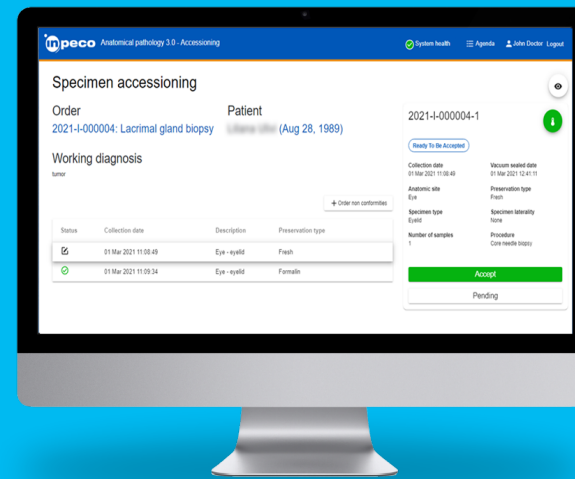 inpeco Anatomical pathology 3.0 - Accessioning
System health Agenda John Doctor Logout
Specimen accessioning
Order
2021-I-000004: Lacrimal gland biopsy
Patient
(Aug 28, 1989)
Working diagnosis
tumor
+ Order non conformities
Status Collection date Description Preservation type
01 Mar 2021 11:08:49 Eye - eyelid Fresh
01 Mar 2021 11:09:34 Eye - eyelid Formalin
2021-I-000004-1
Ready To Be Accepted
Collection date Vacuum sealed date
01 Mar 2021 11:08:49 01 Mar 2021 12:41:11
Anatomic site Preservation type
Eye Fresh
Specimen type Specimen laterality
Eyelid None
Number of samples Procedure
1 Core needle biopsy
Accept
Pending